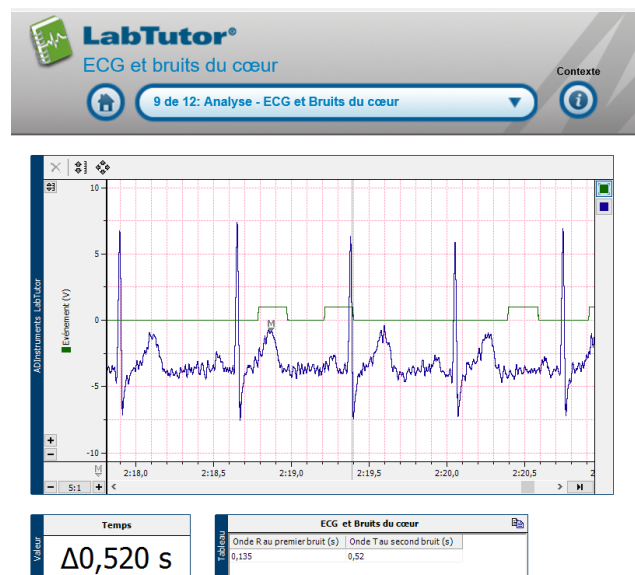 LabTutor®
ECG et bruits du cœur
Contexte
9 de 12: Analyse - ECG et Bruits du cœur
10
5
0
-5
-10
ADInstruments LabTutor
Evénement (V)
M
M
2:18,0 2:18,5 2:19,0 2:19,5 2:20,0 2:20,5 2
5:1
Valeur
Temps
Δ0,520 s
Tableau
ECG et Bruits du cœur
Onde R au premier bruit (s) Onde T au second bruit (s)
0,135 0,52